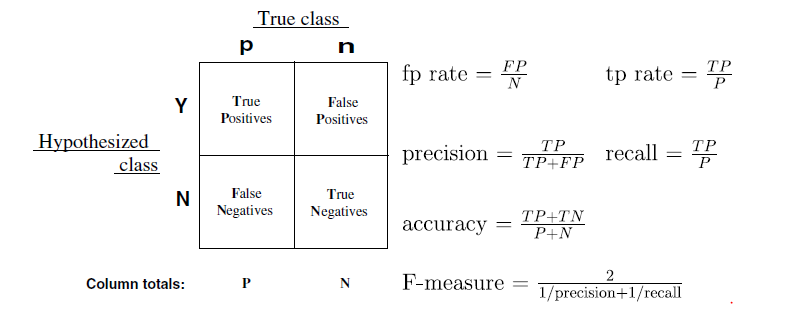 True class
p n
Y True Positives False Positives
Hypothesized class
N False Negatives True Negatives
Column totals: P N
fp rate = FP/N tp rate = TP/P
precision = TP/TP+FP recall = TP/P
accuracy = TP+TN/P+N
F-measure = 2/1/precision+1/recall